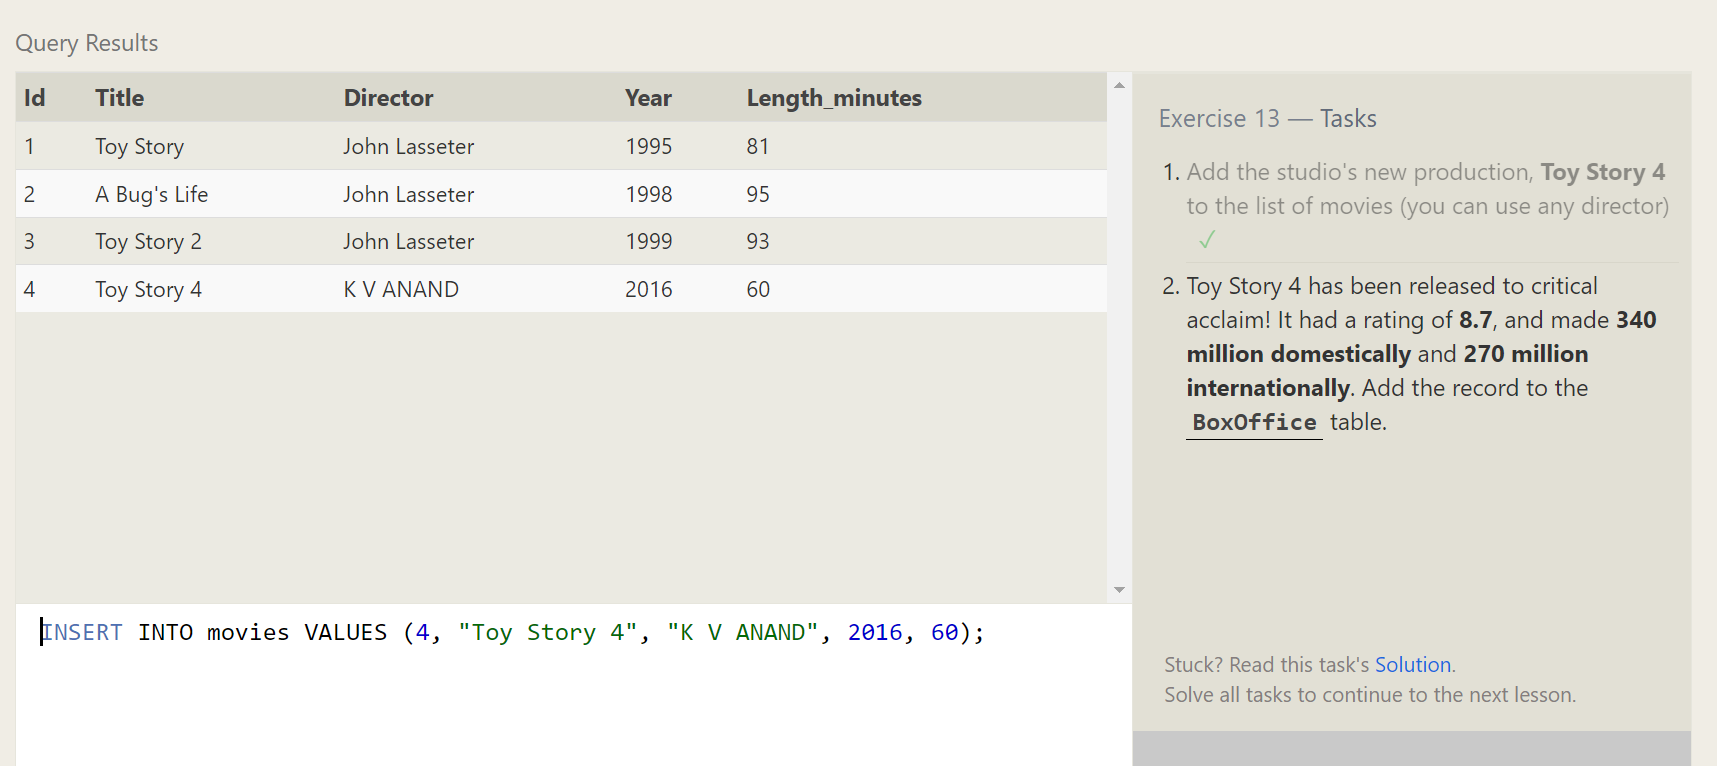 Query Results
Id Title Director Year Length_minutes
1 Toy Story John Lasseter 1995 81
2 A Bug's Life John Lasseter 1998 95
3 Toy Story 2 John Lasseter 1999 93
4 Toy Story 4 K V ANAND 2016 60
INSERT INTO movies VALUES (4, "Toy Story 4", "K V ANAND", 2016, 60);
Exercise 13 — Tasks
1. Add the studio's new production, Toy Story 4
to the list of movies (you can use any director)
✓
2. Toy Story 4 has been released to critical
acclaim! It had a rating of 8.7, and made 340
million domestically and 270 million
internationally. Add the record to the
BoxOffice table.
Stuck? Read this task's Solution.
Solve all tasks to continue to the next lesson.